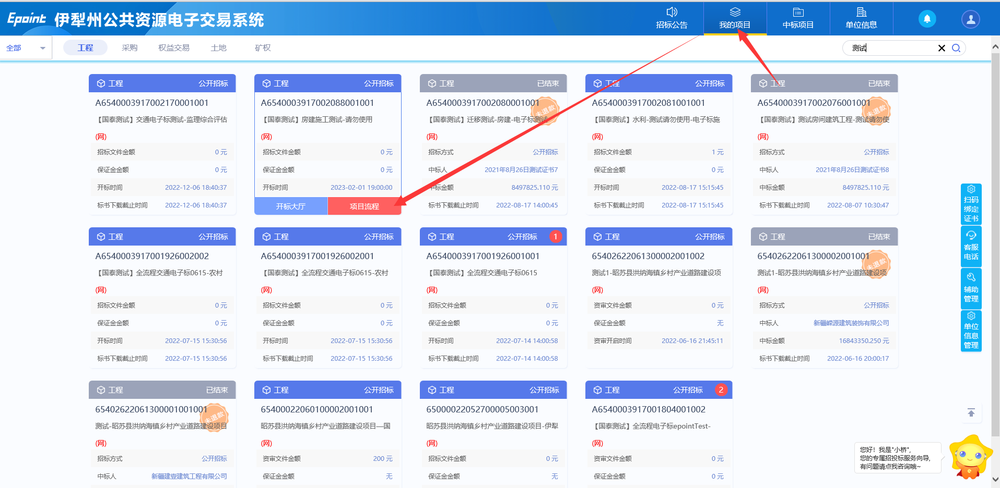 Epoint 伊犁州公共资源电子交易系统
招标公告
我的项目
中标项目
单位信息
全部
工程
采购
权益交易
土地
矿权
测试
工程 公开招标
A6540003917002170001001
【国泰测试】交通电子标测试-监理综合评估
(网)
招标文件金额 0 元
保证金金额 0 元
开标时间 2022-12-06 18:40:37
标书下载截止时间 2022-12-06 18:40:37
工程 公开招标
A6540003917002088001001
【国泰测试】房建施工测试-请勿使用
(网)
招标文件金额 0 元
保证金金额 0 元
开标时间 2023-02-01 19:00:00
开标大厅 项目流程
工程 已结束
A6540003917002080001001
未退款
【国泰测试】迁移测试-房建-电子标测试
(网)
招标方式 公开招标
中标人 2021年8月26日测试证书7
中标金额 8497825.110 元
标书下载截止时间 2022-08-17 14:00:45
工程 公开招标
A6540003917002081001001
【国泰测试】水利-测试请勿使用-电子标施
(网)
招标文件金额 1 元
保证金金额 0 元
开标时间 2022-08-17 15:15:45
标书下载截止时间 2022-08-17 15:15:45
工程 已结束
A6540003917002076001001
未退款
【国泰测试】测试房间建筑工程-测试请勿使
(网)
招标方式 公开招标
中标人 2021年8月26日测试证书8
中标金额 8497825.110 元
标书下载截止时间 2022-08-07 10:30:47
工程 公开招标
A6540003917001926002002
【国泰测试】全流程交通电子标0615-农村
(网)
招标文件金额 0 元
保证金金额 0 元
开标时间 2022-07-15 15:30:56
标书下载截止时间 2022-07-15 15:30:56
工程 公开招标
A6540003917001926002001
【国泰测试】全流程交通电子标0615-农村
(网)
招标文件金额 0 元
保证金金额 0 元
开标时间 2022-07-15 15:30:56
标书下载截止时间 2022-07-15 15:30:56
工程 公开招标 1
A6540003917001926001001
【国泰测试】全流程交通电子标0615
(网)
招标文件金额 0 元
保证金金额 0 元
开标时间 2022-07-14 14:00:58
标书下载截止时间 2022-07-14 14:00:58
工程 公开招标
65402622061300002001002
测试1-昭苏县洪纳海镇乡村产业道路建设项
(网)
资审文件金额 0 元
保证金金额 无
资审开启时间 2022-06-16 21:45:11
工程 已结束
65402622061300002001001
未退款
测试1-昭苏县洪纳海镇乡村产业道路建设项
(网)
招标方式 公开招标
中标人 新疆嵘源建筑装饰有限公司
中标金额 16843350.250 元
标书下载截止时间 2022-06-16 20:00:17
工程 已结束
65402622061300001001001
未退款
测试-昭苏县洪纳海镇乡村产业道路建设项目
(网)
招标方式 公开招标
中标人 新疆建壹建筑工程有限公司
工程 公开招标
65400022060100002001001
昭苏县洪纳海镇乡村产业道路建设项目—国
(网)
资审文件金额 200 元
保证金金额 无
工程 公开招标
65000022052700005003001
昭苏县洪纳海镇乡村产业道路建设项目-伊犁
(网)
招标文件金额 0 元
保证金金额 无
工程 公开招标 2
A6540003917001804001002
【国泰测试】全流程电子标epointTest-
(网)
资审文件金额 0 元
保证金金额 0 元
扫码
绑定
证书
客服
电话
辅助
管理
单位
信息
管理
您好！我是"小桥",
您的专属招投标服务向导,
有问题请点我咨询哦~